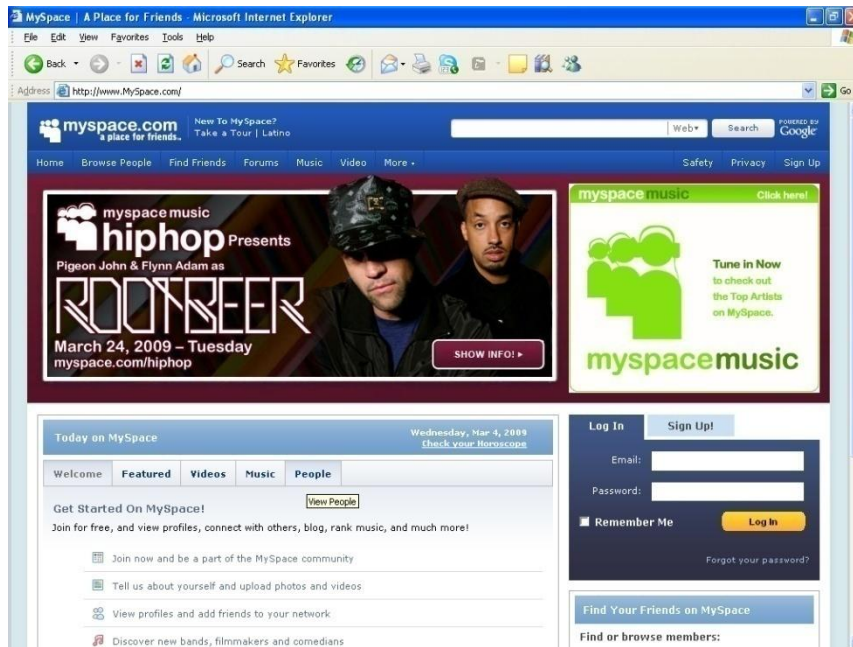 MySpace | A Place for Friends - Microsoft Internet Explorer
File Edit View Favorites Tools Help
Back Search Favorites
Address http://www.MySpace.com/ Go
myspace.com
a place for friends
New To MySpace?
Take a Tour | Latino
Web Search
POWERED BY
Google
Home Browse People Find Friends Forums Music Video More
Safety Privacy Sign Up
myspace music
hiphop Presents
Pigeon John & Flynn Adam as
ROOTBEER
March 24, 2009 – Tuesday
myspace.com/hiphop
SHOW INFO!
myspace music Click here!
Tune in Now
to check out
the Top Artists
on MySpace.
myspacemusic
Today on MySpace
Wednesday, Mar 4, 2009
Check your Horoscope
Welcome Featured Videos Music People
View People
Get Started On MySpace!
Join for free, and view profiles, connect with others, blog, rank music, and much more!
Join now and be a part of the MySpace community
Tell us about yourself and upload photos and videos
View profiles and add friends to your network
Discover new bands, filmmakers and comedians
Log In Sign Up!
Email:
Password:
Remember Me Log In
Forgot your password?
Find Your Friends on MySpace
Find or browse members: